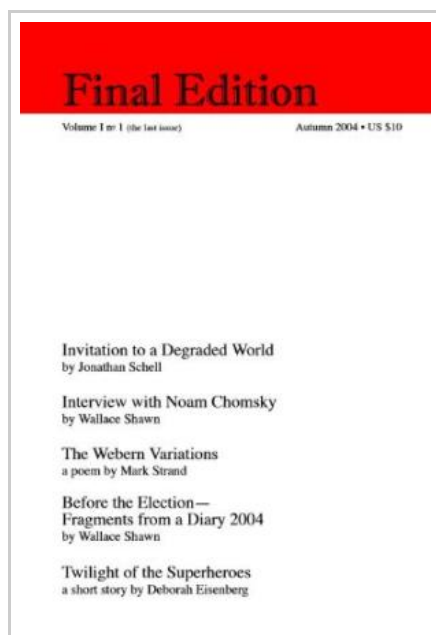 Final Edition
Volume I nº 1 (the last issue) Autumn 2004 • US $10
Invitation to a Degraded World
by Jonathan Schell
Interview with Noam Chomsky
by Wallace Shawn
The Webern Variations
a poem by Mark Strand
Before the Election—
Fragments from a Diary 2004
by Wallace Shawn
Twilight of the Superheroes
a short story by Deborah Eisenberg